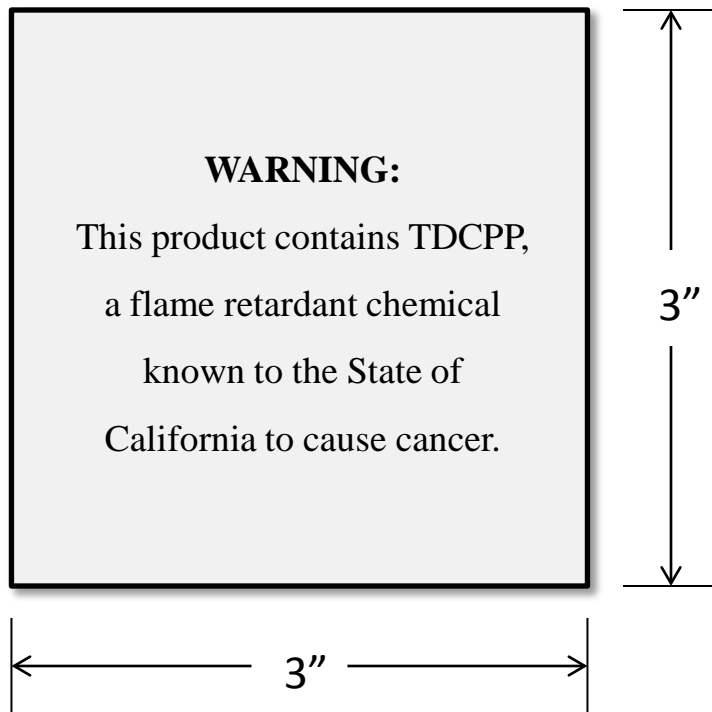 WARNING:
This product contains TDCPP,
a flame retardant chemical
known to the State of
California to cause cancer.
3”
3”